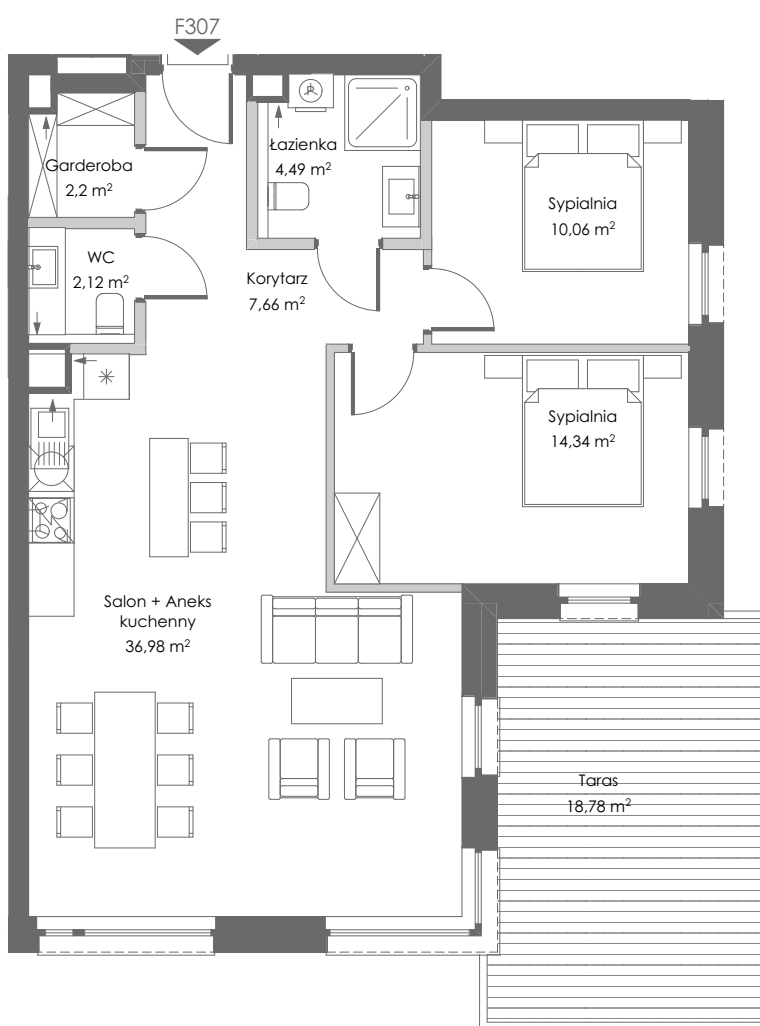 F307
Łazienka
4,49 m²
Garderoba
2,2 m²
Sypialnia
10,06 m²
WC
2,12 m²
Korytarz
7,66 m²
Sypialnia
14,34 m²
Salon + Aneks
kuchenny
36,98 m²
Taras
18,78 m²